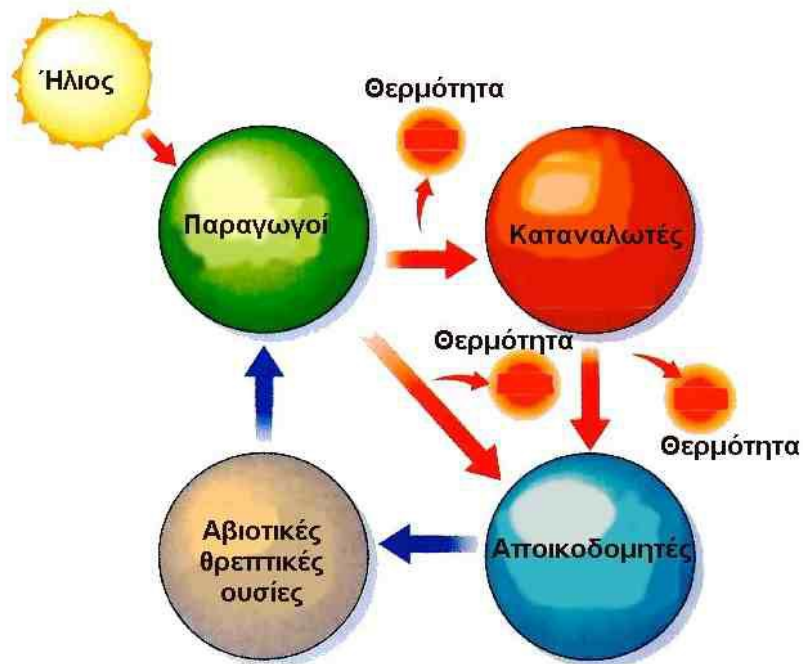 Ήλιος
Θερμότητα
Παραγωγοί
Καταναλωτές
Θερμότητα
Θερμότητα
Αβιοτικές
θρεπτικές
ουσίες
Αποικοδομητές